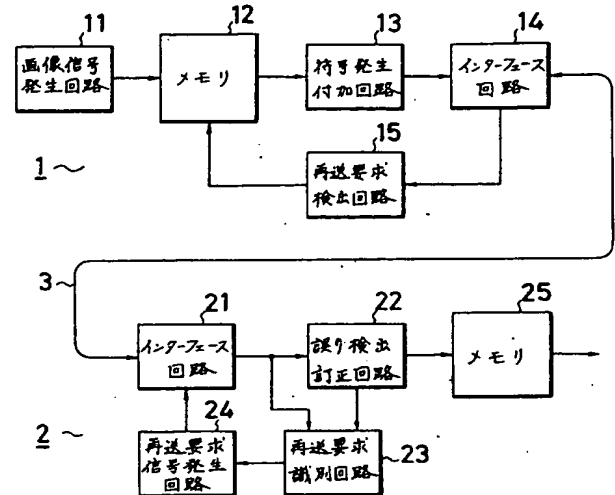 11
画像信号
発生回路
12
メモリ
13
符号発生
付加回路
14
インターフェース
回路
15
再送要求
検出回路
1
3
21
インターフェース
回路
22
誤り検出
訂正回路
25
メモリ
24
再送要求
信号発生
回路
2
再送要求
識別回路
23